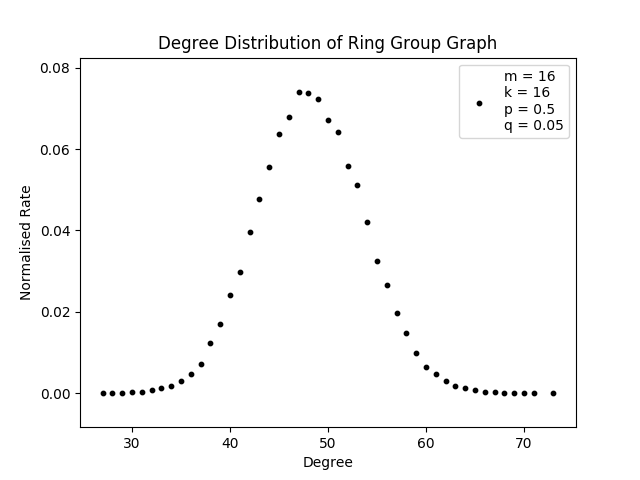 Degree Distribution of Ring Group Graph
0.08
0.06
0.04
0.02
0.00
Normalised Rate
m = 16
k = 16
p = 0.5
q = 0.05
30 40 50 60 70
Degree